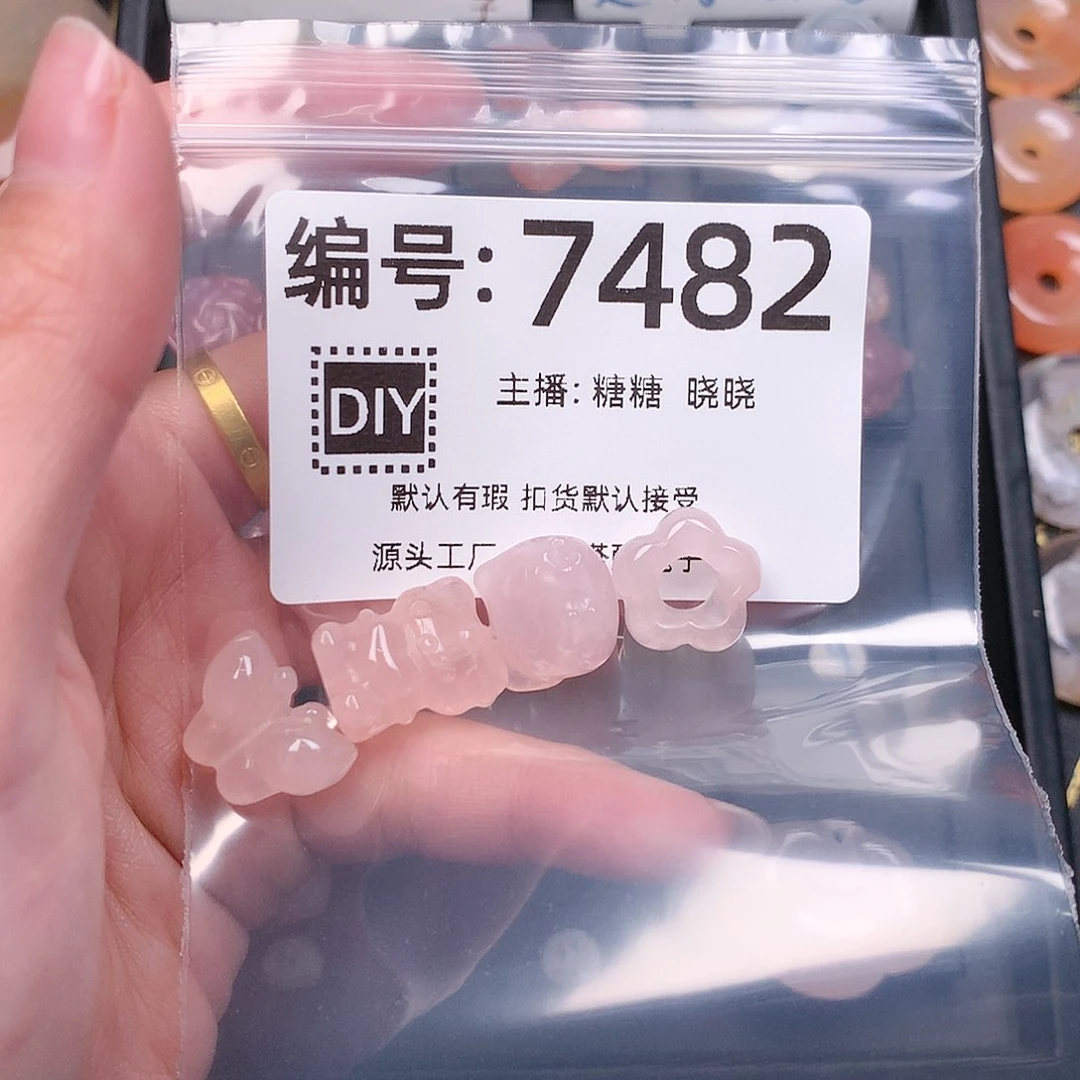 编号:7482
DIY
主播: 糖糖 晓晓
默认有瑕 扣货默认接受
源头工厂